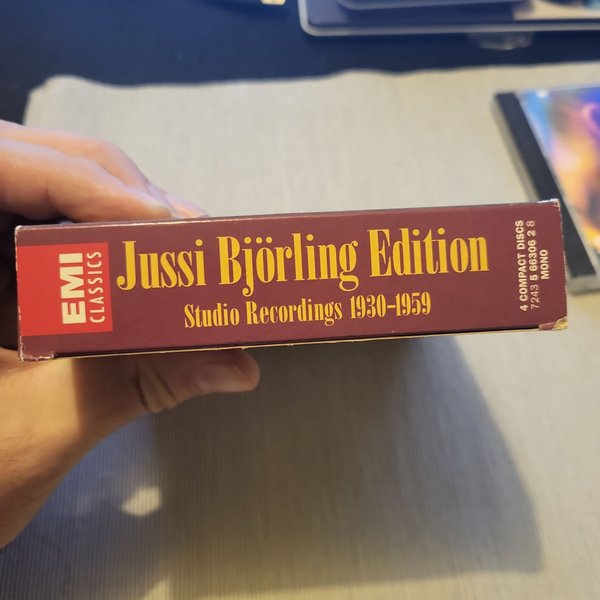 EMI
CLASSICS
Jussi Björling Edition
Studio Recordings 1930–1959
4 COMPACT DISCS
7243 5 66306 2 8
MONO